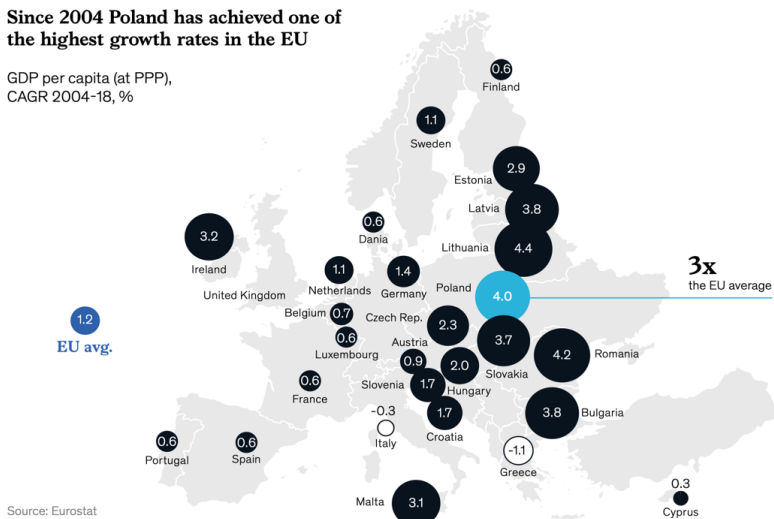 Since 2004 Poland has achieved one of
the highest growth rates in the EU
GDP per capita (at PPP),
CAGR 2004-18, %
0.6
Finland
1.1
Sweden
2.9
Estonia
3.8
Latvia
4.4
Lithuania
3.2
Ireland
0.6
Dania
1.1
Netherlands
1.4
Germany
Poland
4.0
3x
the EU average
United Kingdom
1.2
EU avg.
Belgium
0.7
Czech Rep.
2.3
0.6
Luxembourg
Austria
0.9
3.7
Slovakia
4.2
Romania
2.0
Hungary
Slovenia
1.7
0.6
France
1.7
Croatia
3.8
Bulgaria
-0.3
Italy
-1.1
Greece
0.6
Portugal
0.6
Spain
Malta
3.1
0.3
Cyprus
Source: Eurostat